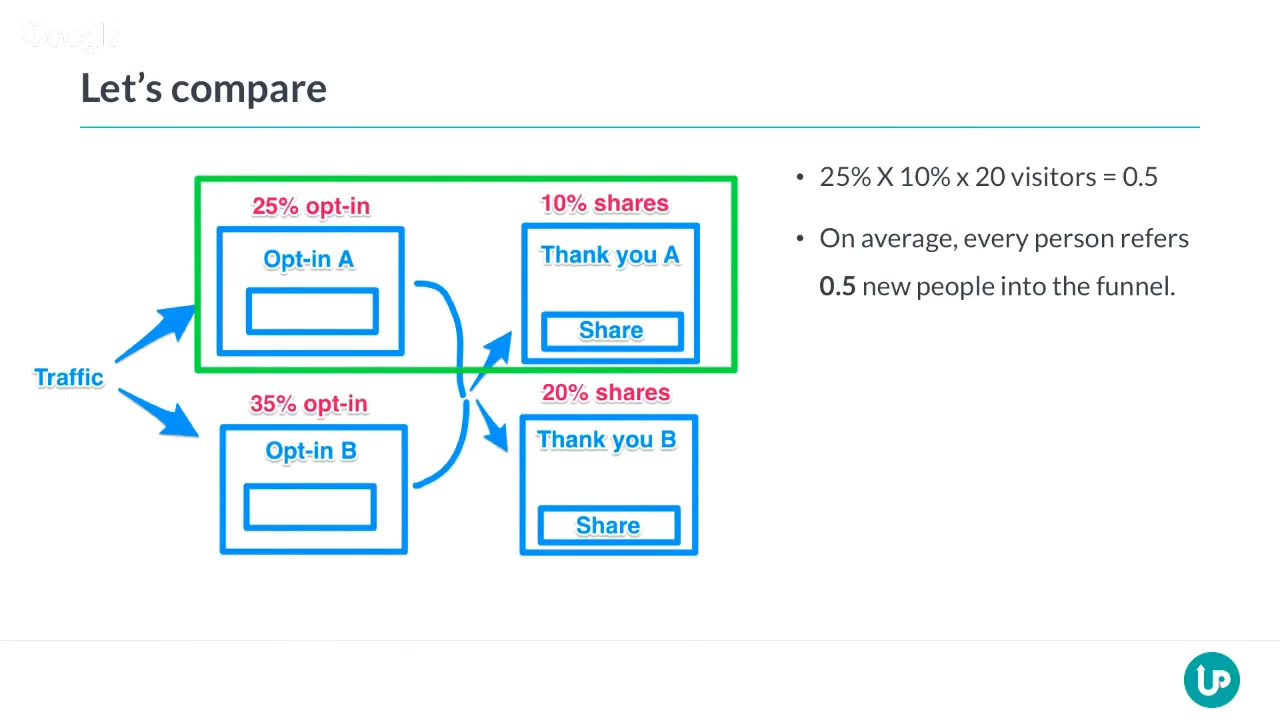 Google
Let's compare
25% opt-in
10% shares
Opt-in A
Thank you A
Share
Traffic
35% opt-in
20% shares
Opt-in B
Thank you B
Share
• 25% X 10% x 20 visitors = 0.5
• On average, every person refers
0.5 new people into the funnel.
UP